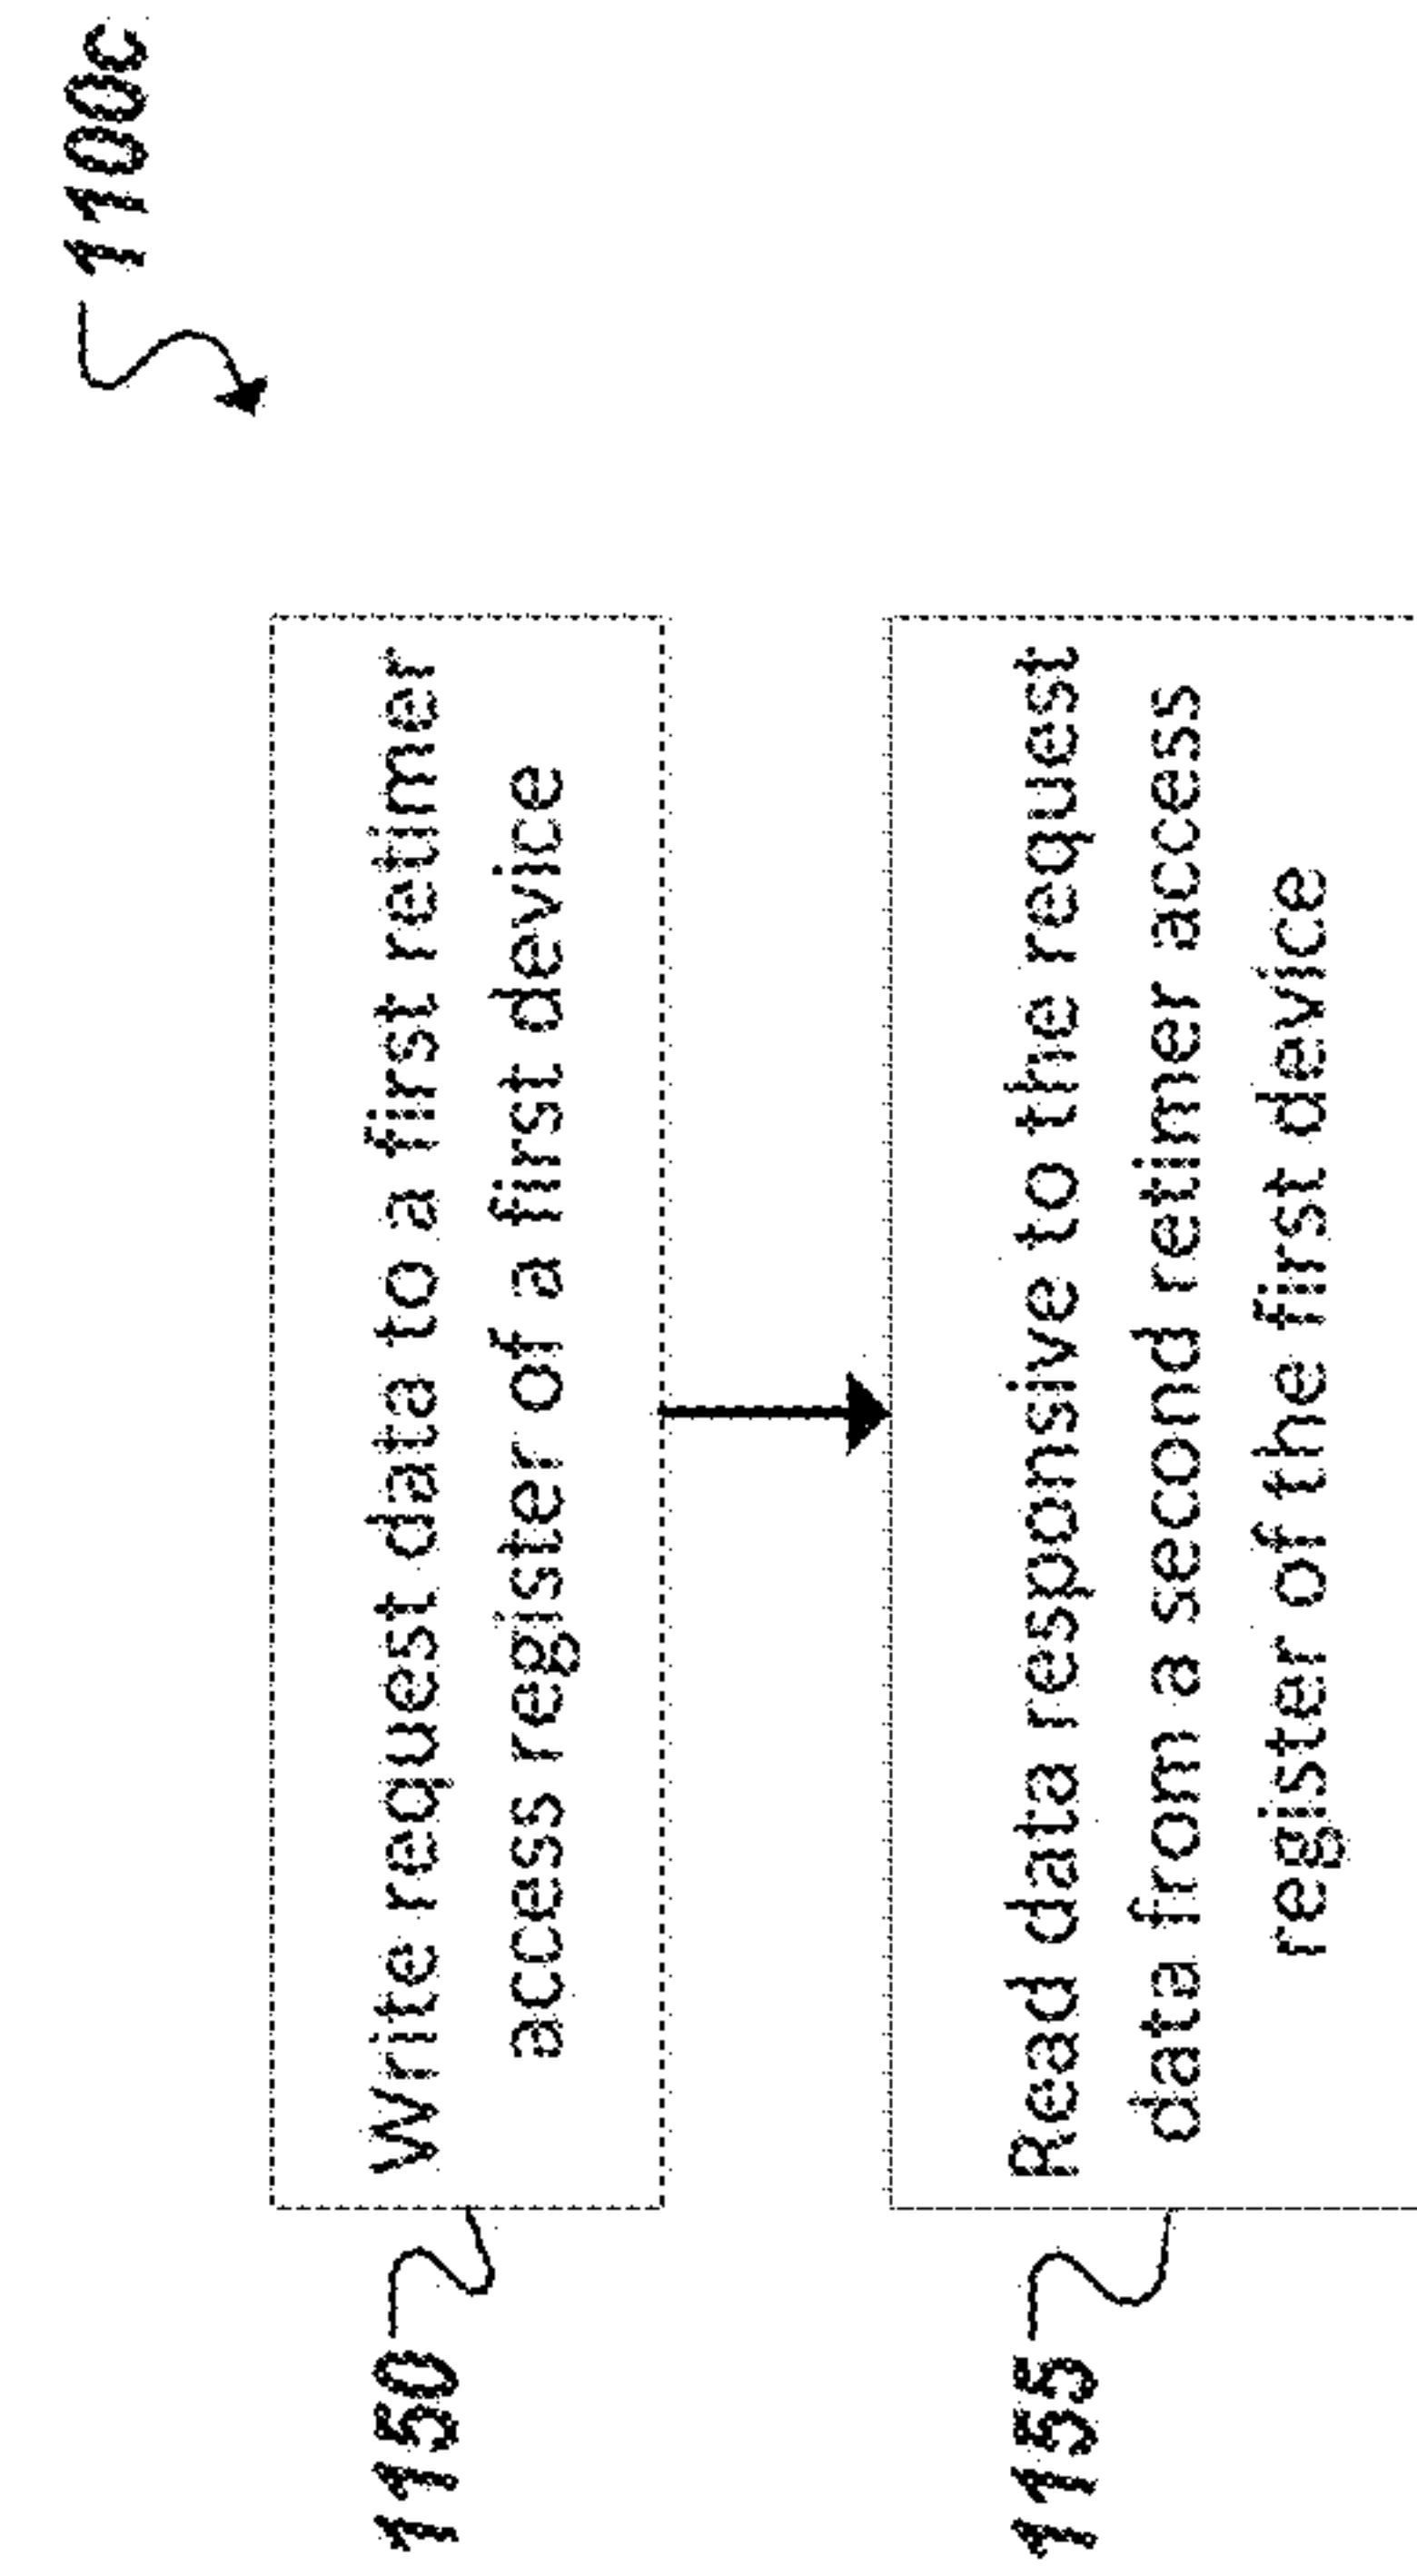 1100c
1150
Write request data to a first retimer
access register of a first device
1155
Read data responsive to the request
data from a second retimer access
register of the first device